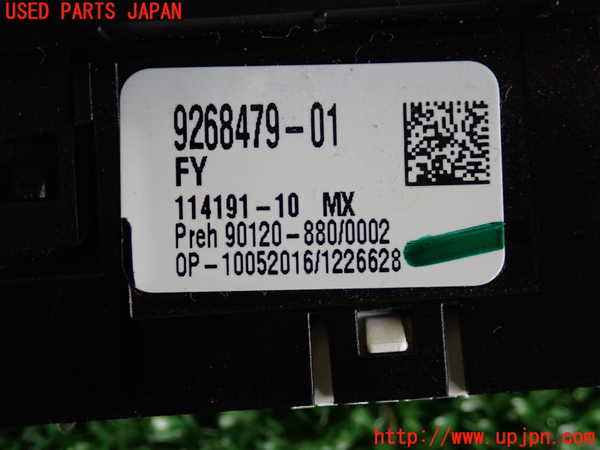 USED PARTS JAPAN
9268479-01
FY
114191-10 MX
Preh 90120-880/0002
OP-10052016/1226628
http://www.upjpn.com/